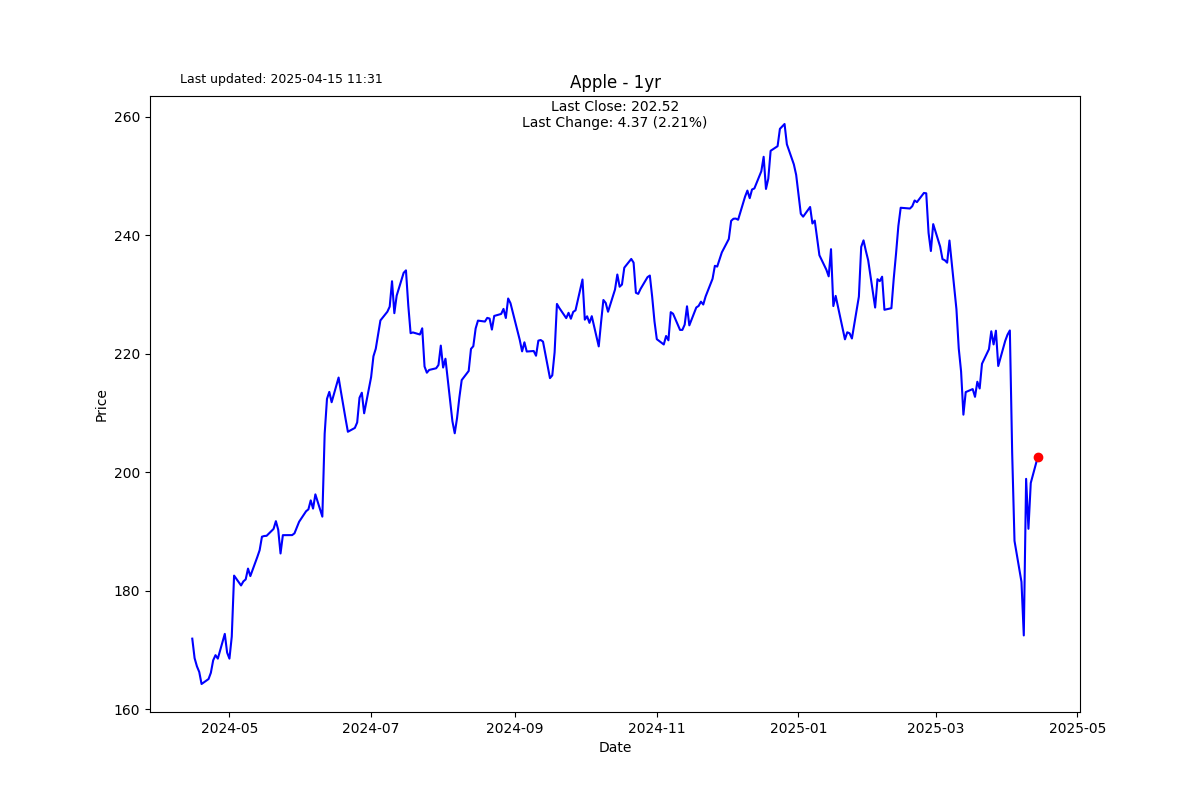 Last updated: 2025-04-15 11:31
Apple - 1yr
Last Close: 202.52
Last Change: 4.37 (2.21%)
260
240
220
200
180
160
Price
2024-05
2024-07
2024-09
2024-11
2025-01
2025-03
2025-05
Date